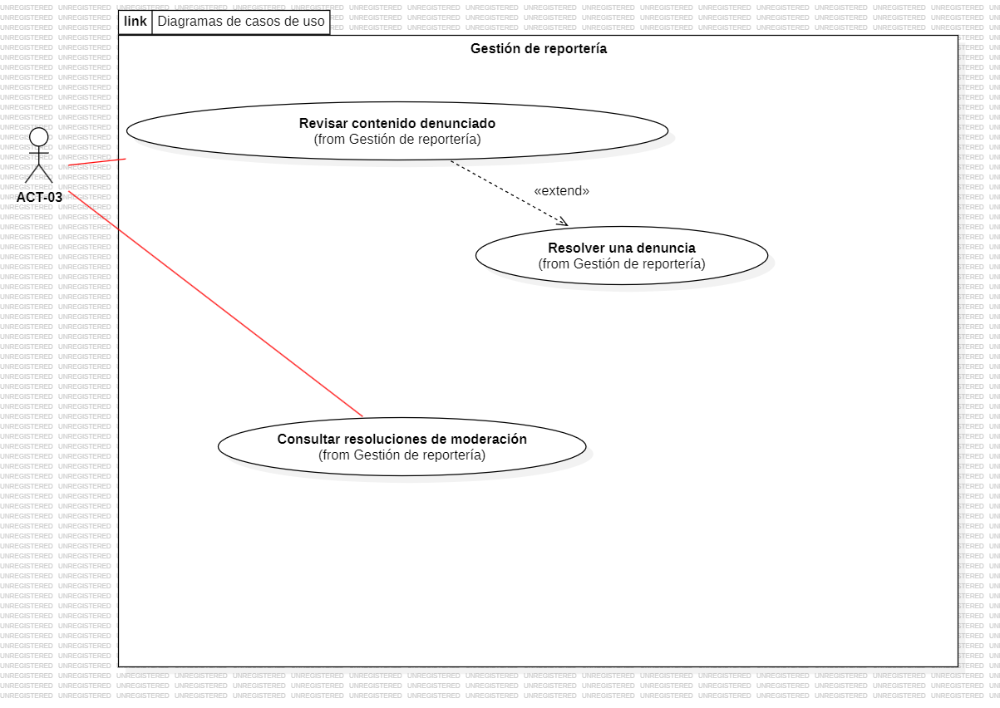 link Diagramas de casos de uso
Gestión de reportería
Revisar contenido denunciado
(from Gestión de reportería)
ACT-03
«extend»
Resolver una denuncia
(from Gestión de reportería)
Consultar resoluciones de moderación
(from Gestión de reportería)
UNREGISTERED